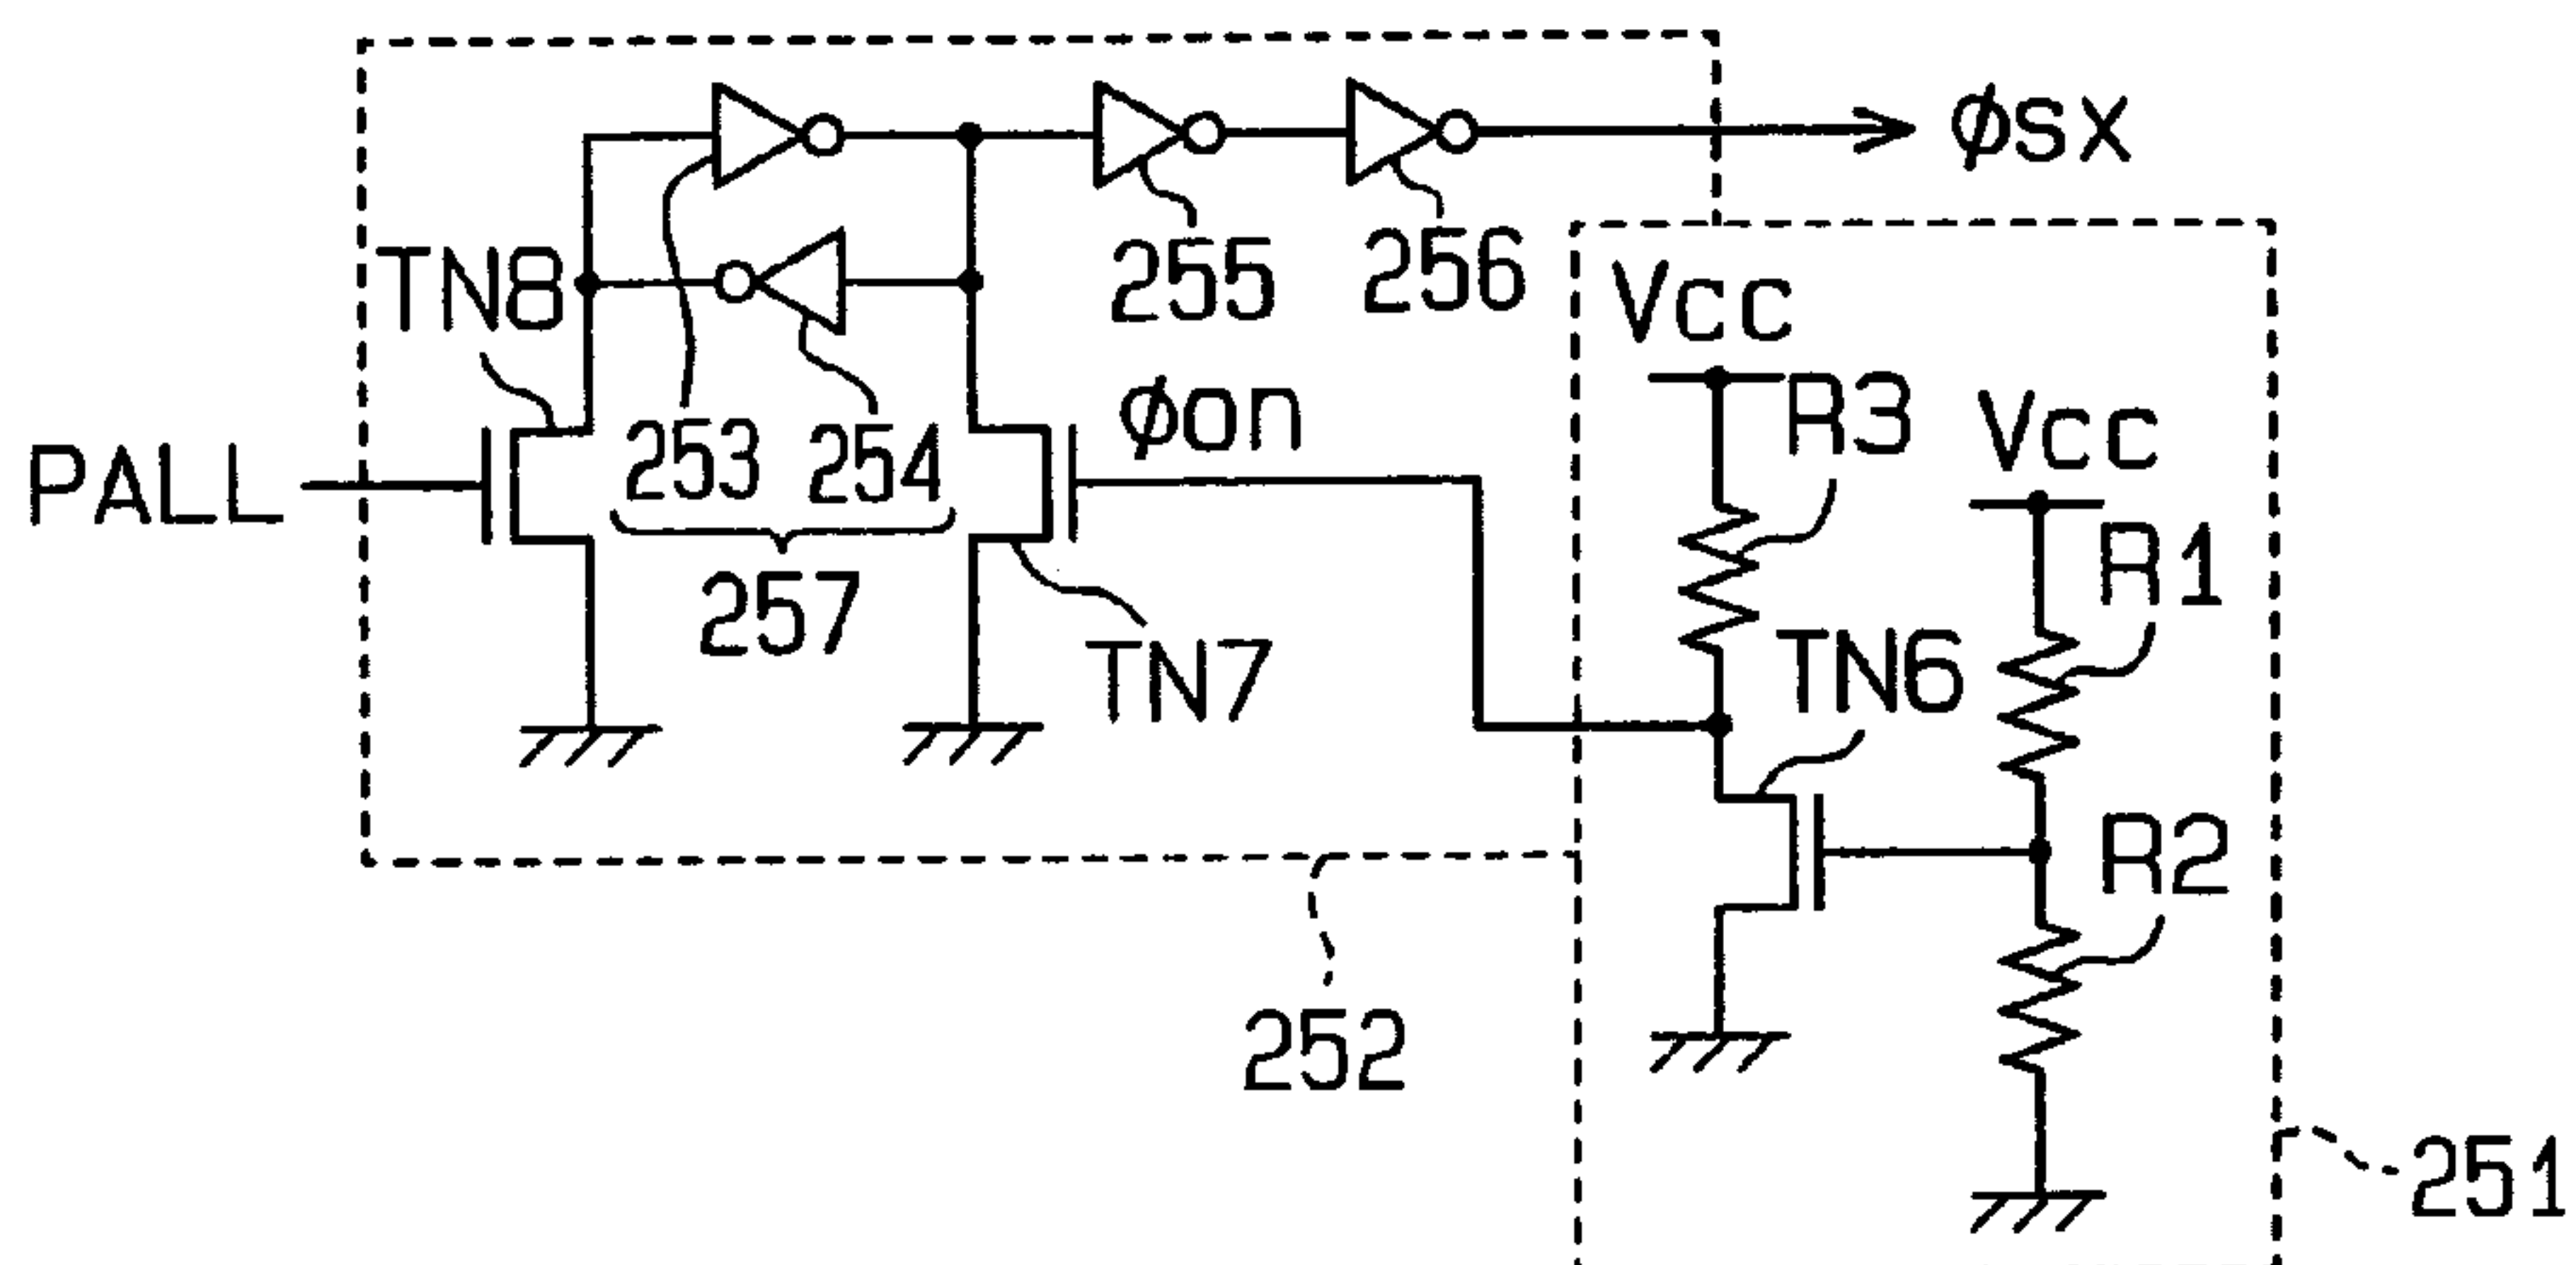 φsx
TN8
255
256
Vcc
R3
Vcc
φon
PALL
253
254
R1
257
TN7
TN6
R2
252
251